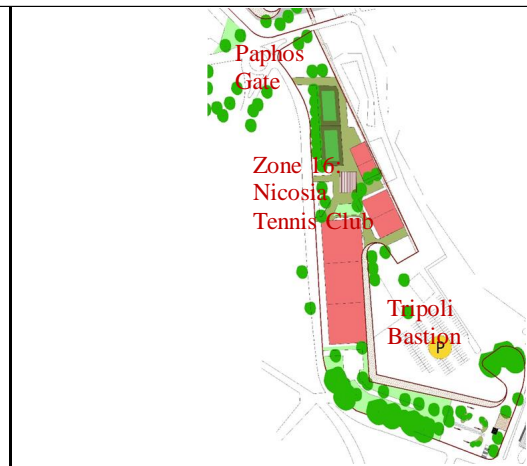 Paphos
Gate
Zone 16:
Nicosia
Tennis Club
Tripoli
Bastion
P